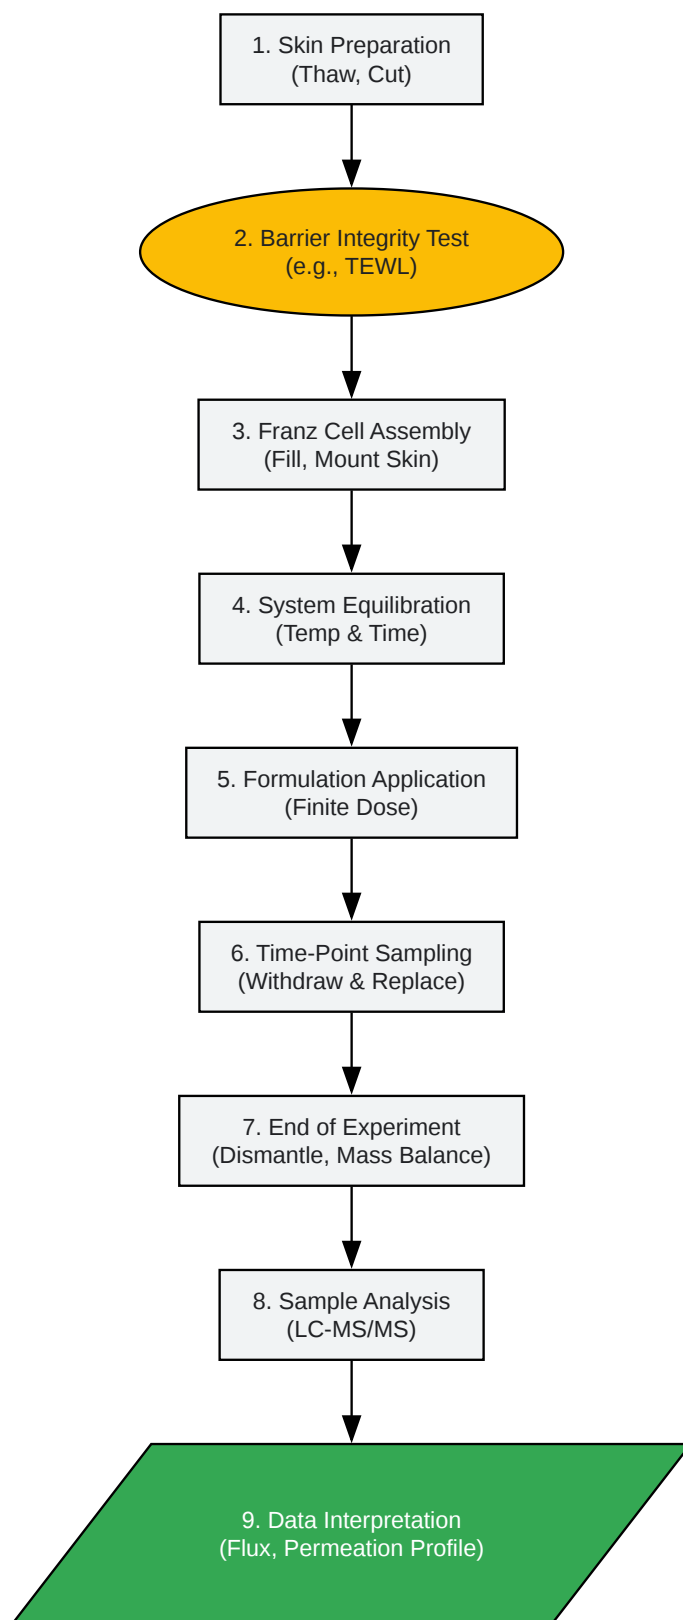 1. Skin Preparation
(Thaw, Cut)
2. Barrier Integrity Test
(e.g., TEWL)
3. Franz Cell Assembly
(Fill, Mount Skin)
4. System Equilibration
(Temp & Time)
5. Formulation Application
(Finite Dose)
6. Time-Point Sampling
(Withdraw & Replace)
7. End of Experiment
(Dismantle, Mass Balance)
8. Sample Analysis
(LC-MS/MS)
9. Data Interpretation
(Flux, Permeation Profile)